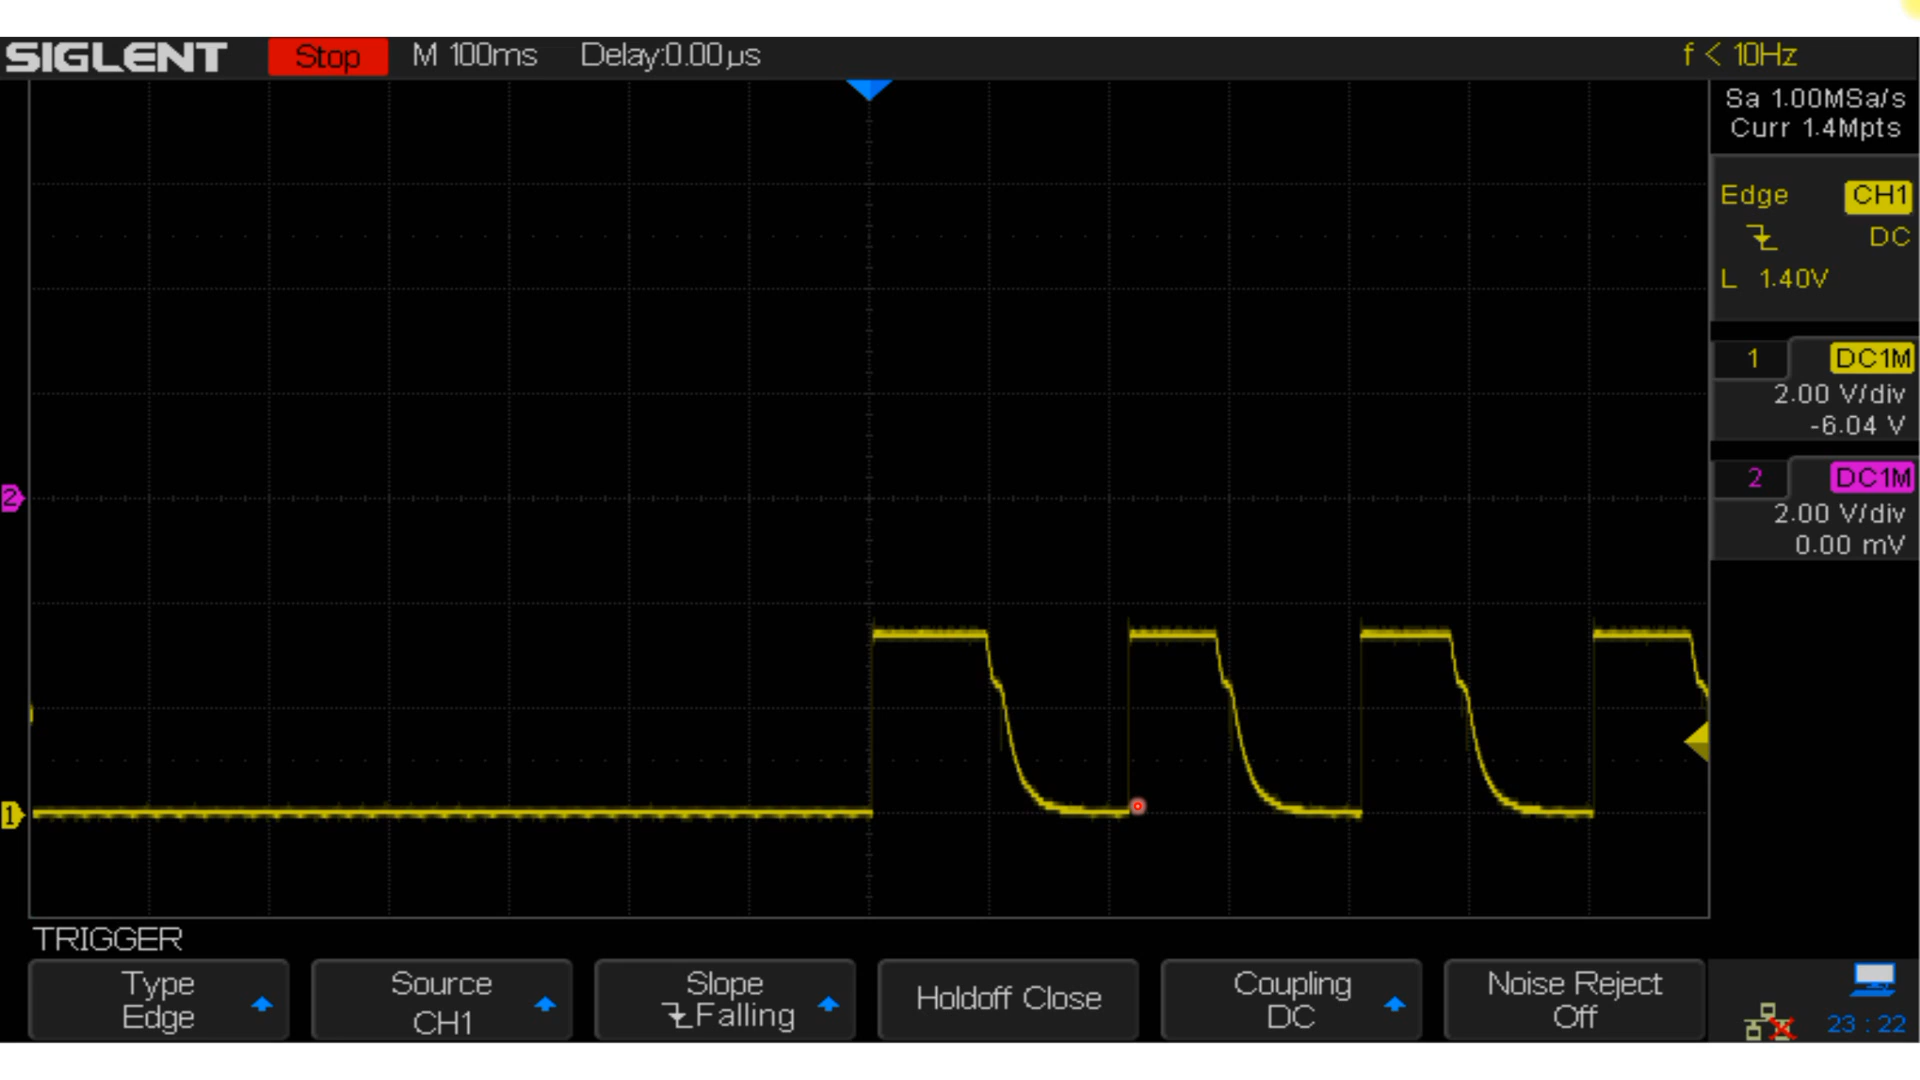 SIGLENT Stop M 100ms Delay:0.00µs f < 10Hz
Sa 1.00MSa/s
Curr 1.4Mpts
Edge CH1
DC
L 1.40V
1 DC1M
2.00 V/div
-6.04 V
2 DC1M
2.00 V/div
0.00 mV
2
1
TRIGGER
Type
Edge
Source
CH1
Slope
Falling
Holdoff Close
Coupling
DC
Noise Reject
Off
23 : 22